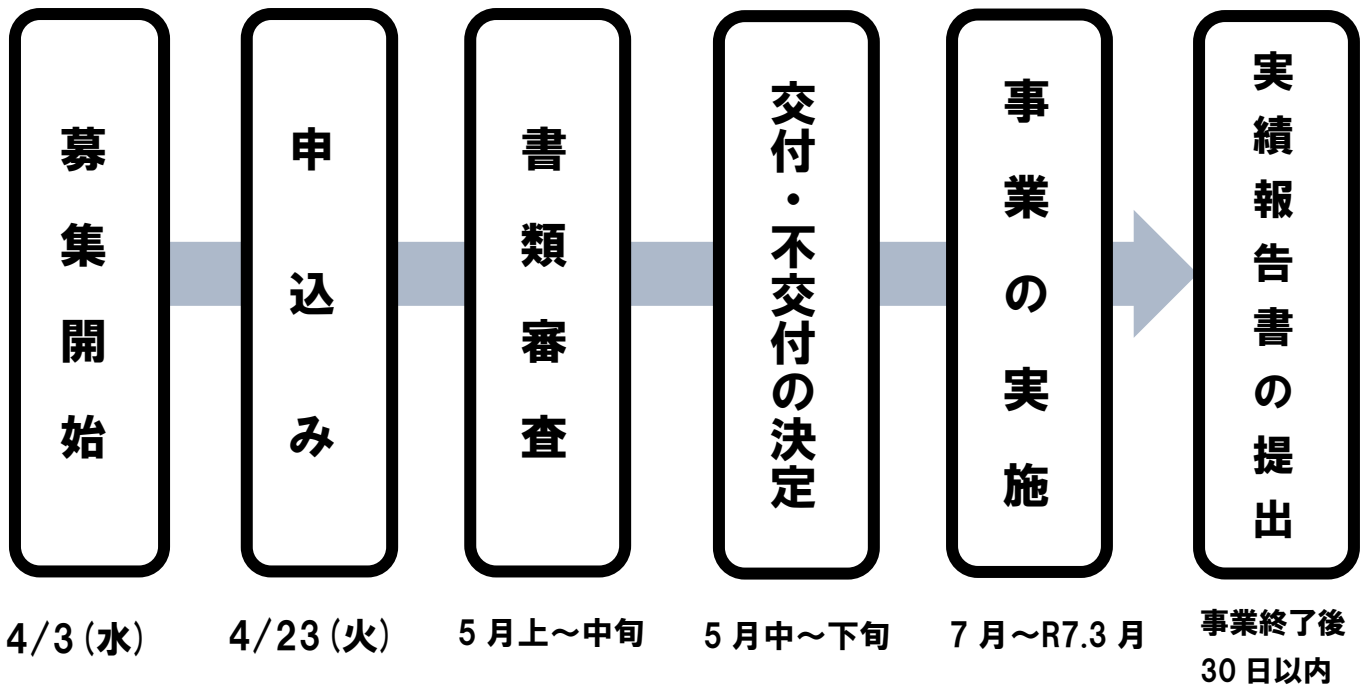 募集開始
申込み
書類審査
交付・不交付の決定
事業の実施
実績報告書の提出
4/3(水)
4/23(火)
5月上～中旬
5月中～下旬
7月～R7.3月
事業終了後
30日以内